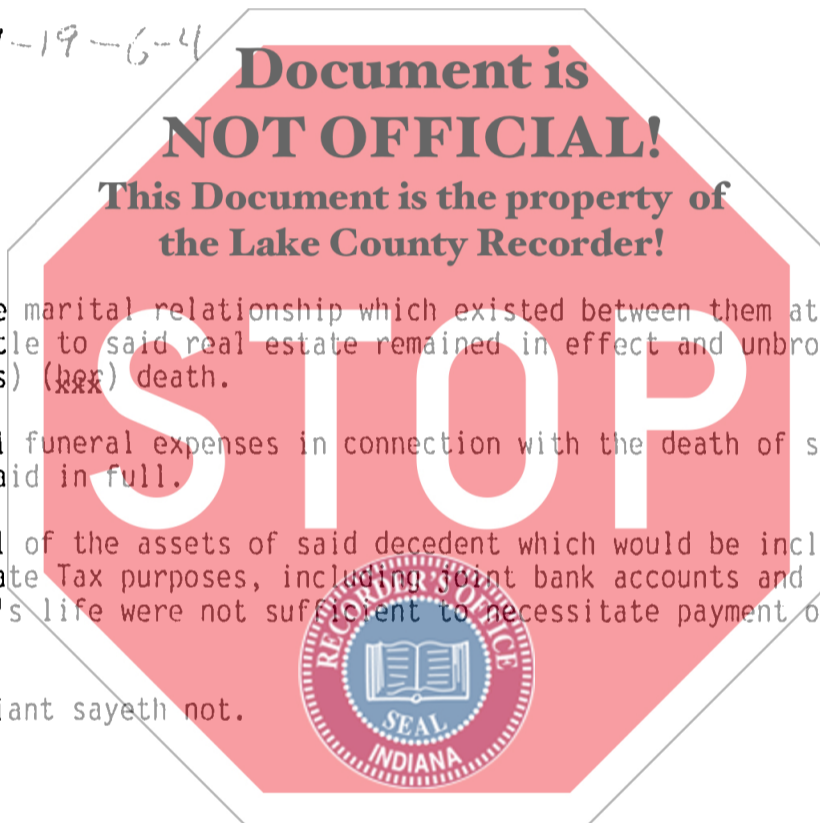 -19-6-4
Document is
NOT OFFICIAL!
This Document is the property of
the Lake County Recorder!
STOP
marital relationship which existed between them at
to said real estate remained in effect and unbro
s) (her) death.
funeral expenses in connection with the death of s
aid in full.
of the assets of said decedent which would be incl
ate Tax purposes, including joint bank accounts and
's life were not sufficient to necessitate payment o
iant sayeth not.
RECORDER'S OFFICE
SEAL
INDIANA